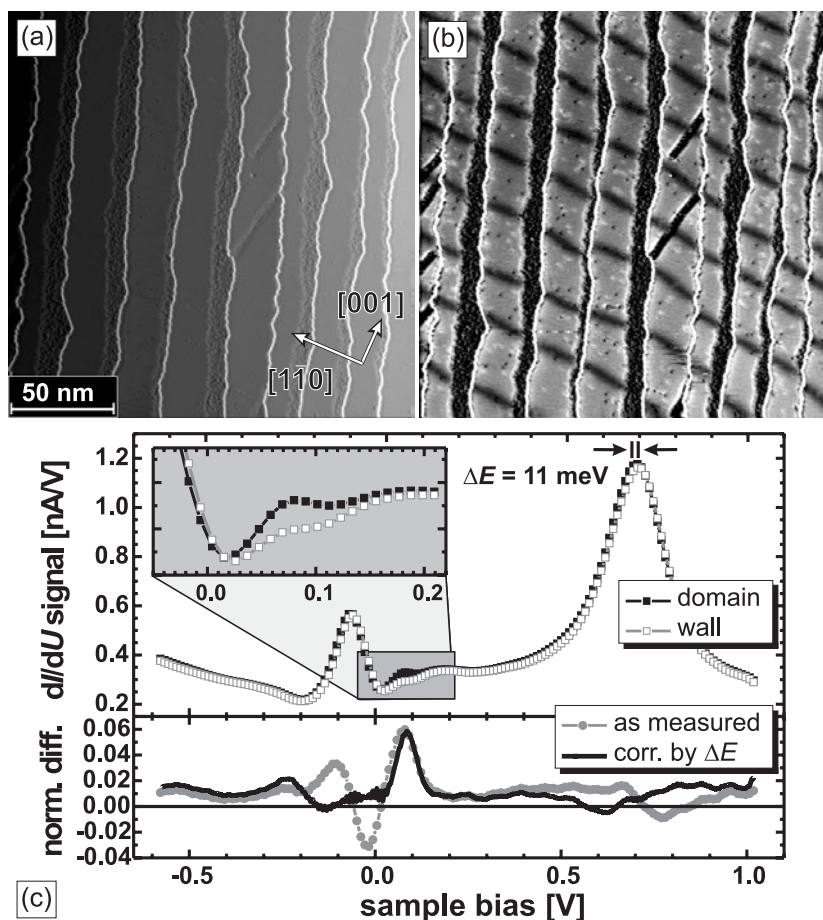 (a)
(b)
[001]
[110]
50 nm
1.2
1.0
0.8
0.6
0.4
0.2
dI/dU signal [nA/V]
0.0
0.1
0.2
ΔE = 11 meV
domain
wall
0.06
0.04
0.02
0.00
-0.02
-0.04
norm. diff.
as measured
corr. by ΔE
-0.5
0.0
0.5
1.0
sample bias [V]
(c)